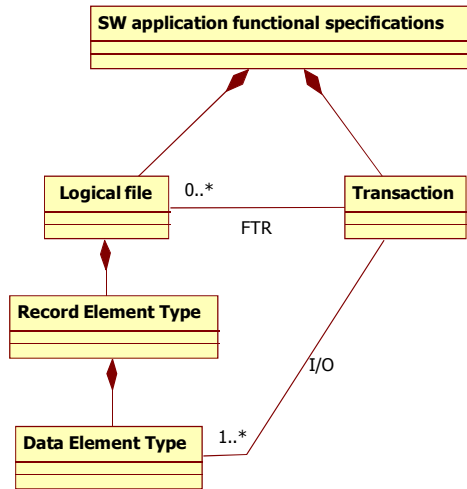 SW application functional specifications
Logical file
0..*
Transaction
FTR
Record Element Type
I/O
Data Element Type
1..*